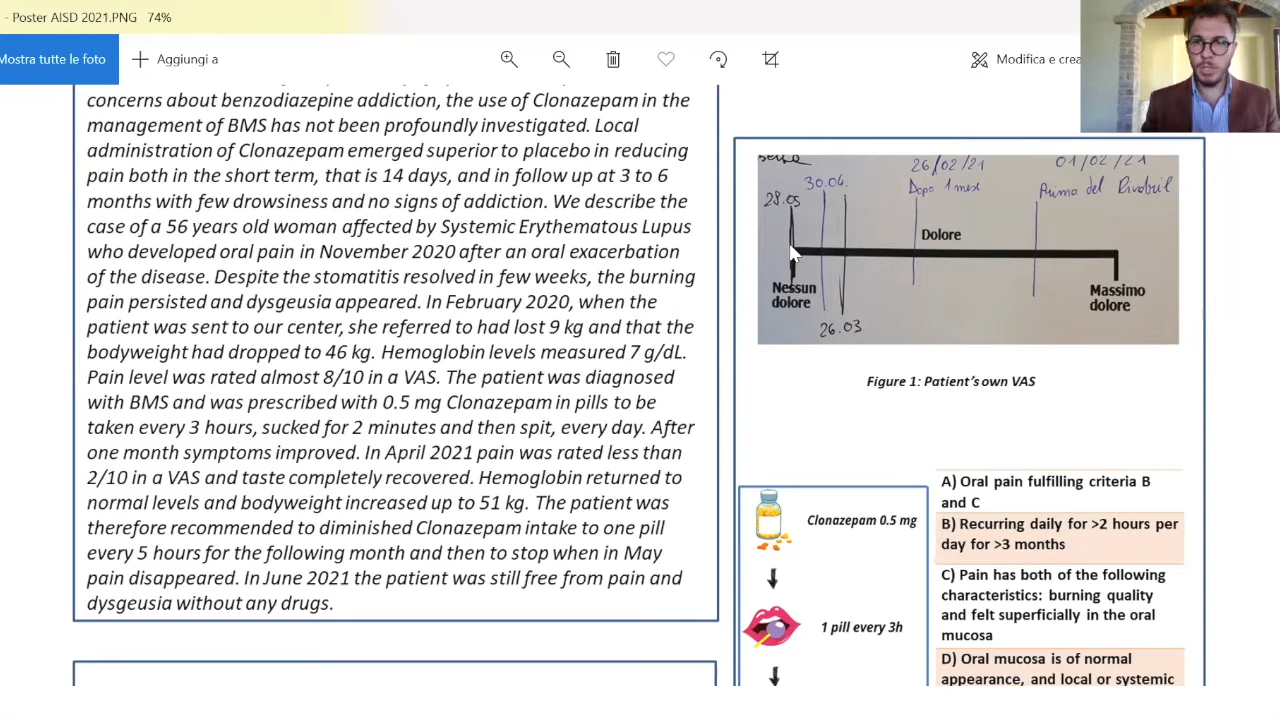 - Poster AISD 2021.PNG 74%
Mostra tutte le foto
Aggiungi a
Modifica e crea
concerns about benzodiazepine addiction, the use of Clonazepam in the
management of BMS has not been profoundly investigated. Local
administration of Clonazepam emerged superior to placebo in reducing
pain both in the short term, that is 14 days, and in follow up at 3 to 6
months with few drowsiness and no signs of addiction. We describe the
case of a 56 years old woman affected by Systemic Erythematous Lupus
who developed oral pain in November 2020 after an oral exacerbation
of the disease. Despite the stomatitis resolved in few weeks, the burning
pain persisted and dysgeusia appeared. In February 2020, when the
patient was sent to our center, she referred to had lost 9 kg and that the
bodyweight had dropped to 46 kg. Hemoglobin levels measured 7 g/dL.
Pain level was rated almost 8/10 in a VAS. The patient was diagnosed
with BMS and was prescribed with 0.5 mg Clonazepam in pills to be
taken every 3 hours, sucked for 2 minutes and then spit, every day. After
one month symptoms improved. In April 2021 pain was rated less than
2/10 in a VAS and taste completely recovered. Hemoglobin returned to
normal levels and bodyweight increased up to 51 kg. The patient was
therefore recommended to diminished Clonazepam intake to one pill
every 5 hours for the following month and then to stop when in May
pain disappeared. In June 2021 the patient was still free from pain and
dysgeusia without any drugs.
26/02/21
01/02/21
30.04.
Dopo 1 mese
Prima del Rivotril
28.05
Dolore
Nessun
dolore
Massimo
dolore
26.03
Figure 1: Patient's own VAS
Clonazepam 0.5 mg
1 pill every 3h
A) Oral pain fulfilling criteria B
and C
B) Recurring daily for >2 hours per
day for >3 months
C) Pain has both of the following
characteristics: burning quality
and felt superficially in the oral
mucosa
D) Oral mucosa is of normal
appearance, and local or systemic